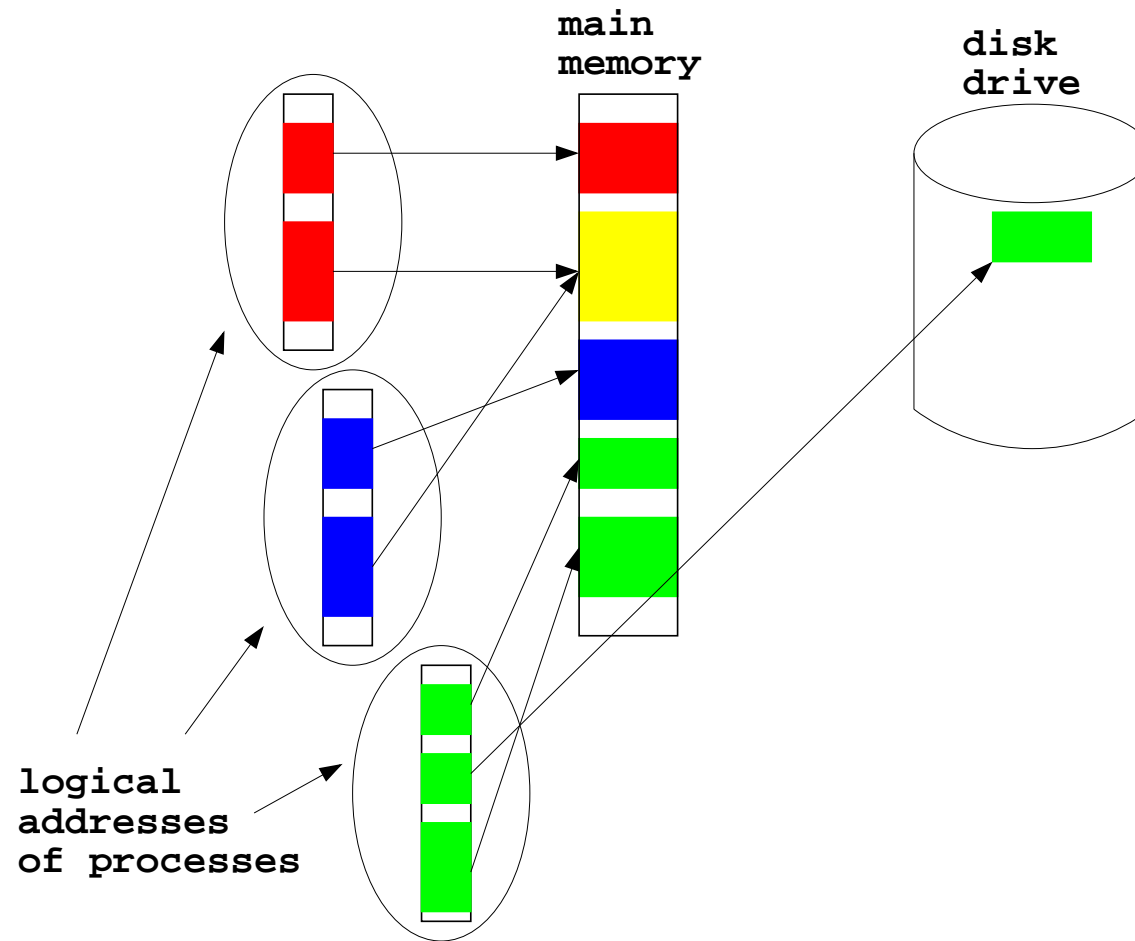 main
memory
disk
drive
logical
addresses
of processes